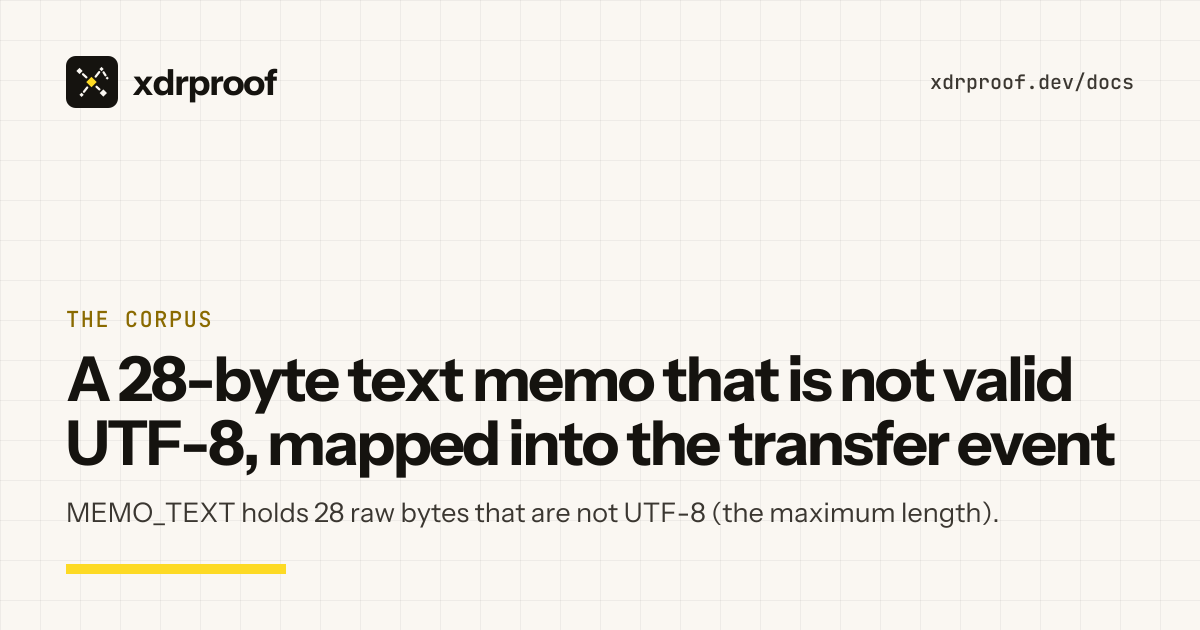 xdrproof
xdrproof.dev/docs
THE CORPUS
A 28-byte text memo that is not valid
UTF-8, mapped into the transfer event
MEMO_TEXT holds 28 raw bytes that are not UTF-8 (the maximum length).